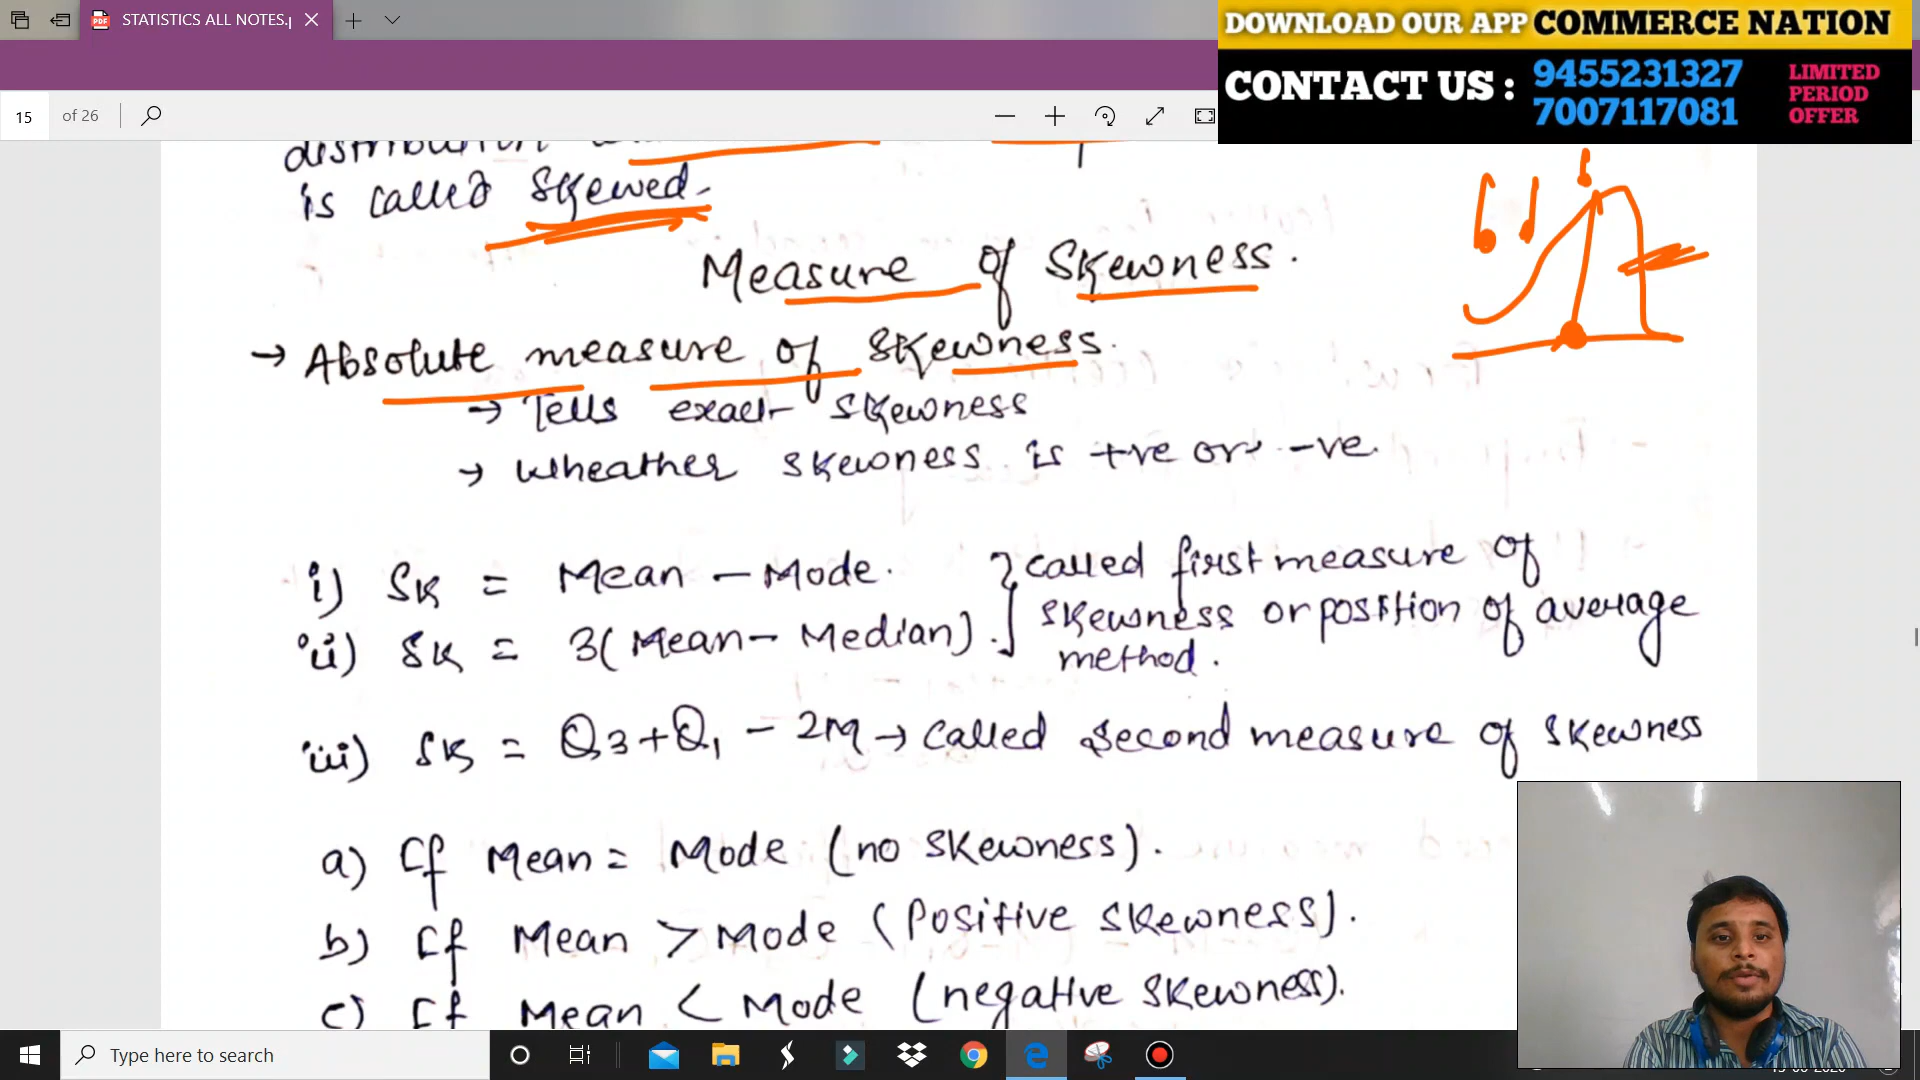 STATISTICS ALL NOTES.p
DOWNLOAD OUR APP COMMERCE NATION
CONTACT US : 9455231327
7007117081
LIMITED
PERIOD
OFFER
15 of 26
distribution
is called skewed.
Measure of Skewness.
→ Absolute measure of skewness.
→ Tells exact skewness
→ Wheather skewness is +ve or -ve.
i) SK = Mean - Mode.
ii) SK = 3(Mean - Median).
} called first measure of
skewness or position of average
method.
iii) SK = Q3+Q1 - 2M → called second measure of skewness
a) If Mean = Mode (no skewness).
b) If Mean > Mode (Positive skewness).
c) If Mean < Mode (negative skewness).
Type here to search